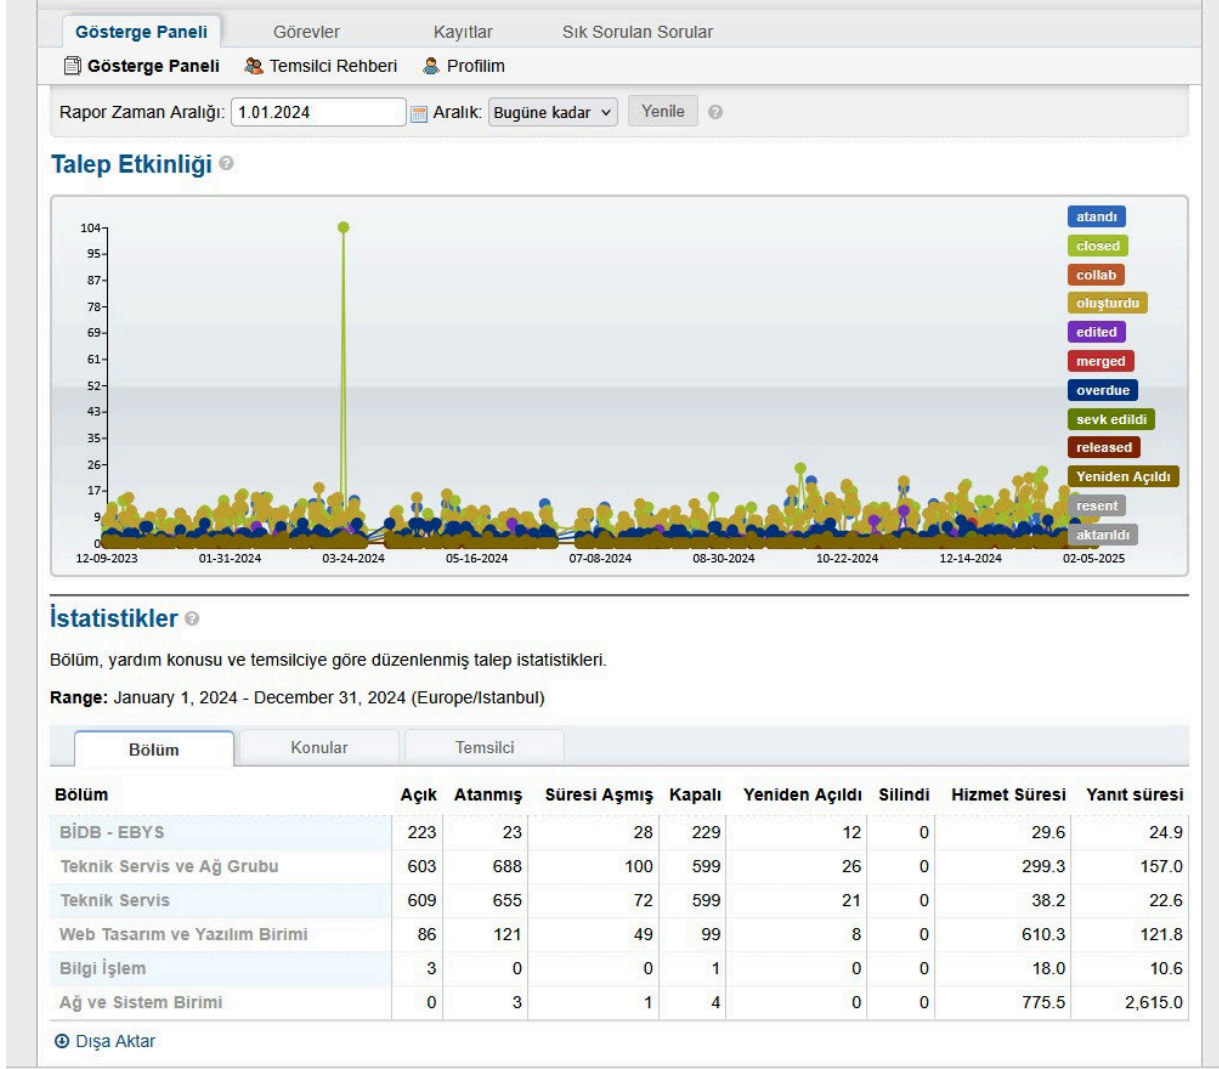 Gösterge Paneli Görevler Kayıtlar Sık Sorulan Sorular
Gösterge Paneli Temsilci Rehberi Profilim
Rapor Zaman Aralığı: 1.01.2024 Aralık: Bugüne kadar Yenile
Talep Etkinliği
atandı
closed
collab
oluşturdu
edited
merged
overdue
sevk edildi
released
Yeniden Açıldı
resent
aktarıldı
104
95
87
78
69
61
52
43
35
26
17
9
0
12-09-2023 01-31-2024 03-24-2024 05-16-2024 07-08-2024 08-30-2024 10-22-2024 12-14-2024 02-05-2025
İstatistikler
Bölüm, yardım konusu ve temsilciye göre düzenlenmiş talep istatistikleri.
Range: January 1, 2024 - December 31, 2024 (Europe/Istanbul)
Bölüm Konular Temsilci
Bölüm Açık Atanmış Süresi Aşmış Kapalı Yeniden Açıldı Silindi Hizmet Süresi Yanıt süresi
BİDB - EBYS 223 23 28 229 12 0 29.6 24.9
Teknik Servis ve Ağ Grubu 603 688 100 599 26 0 299.3 157.0
Teknik Servis 609 655 72 599 21 0 38.2 22.6
Web Tasarım ve Yazılım Birimi 86 121 49 99 8 0 610.3 121.8
Bilgi İşlem 3 0 0 1 0 0 18.0 10.6
Ağ ve Sistem Birimi 0 3 1 4 0 0 775.5 2,615.0
Dışa Aktar